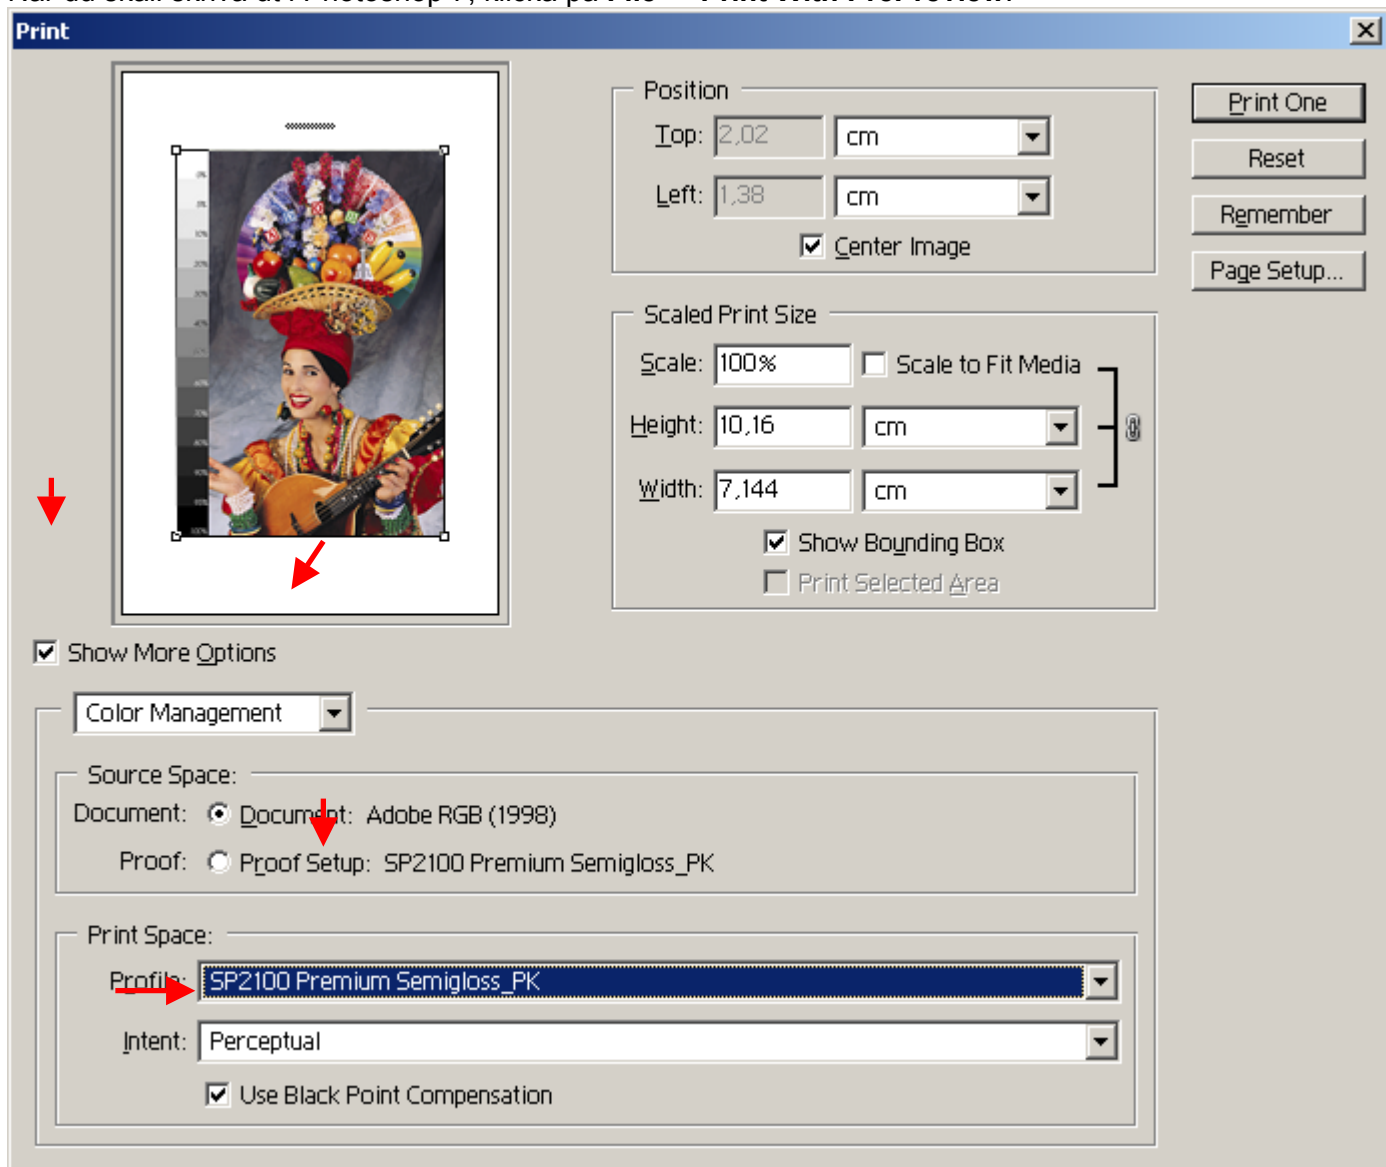 Print
Position
Top: 2,02 cm
Left: 1,38 cm
Center Image
Print One
Reset
Remember
Page Setup...
Scaled Print Size
Scale: 100% Scale to Fit Media
Height: 10,16 cm
Width: 7,144 cm
Show Bounding Box
Print Selected Area
Show More Options
Color Management
Source Space:
Document: Document: Adobe RGB (1998)
Proof: Proof Setup: SP2100 Premium Semigloss_PK
Print Space:
Profile: SP2100 Premium Semigloss_PK
Intent: Perceptual
Use Black Point Compensation